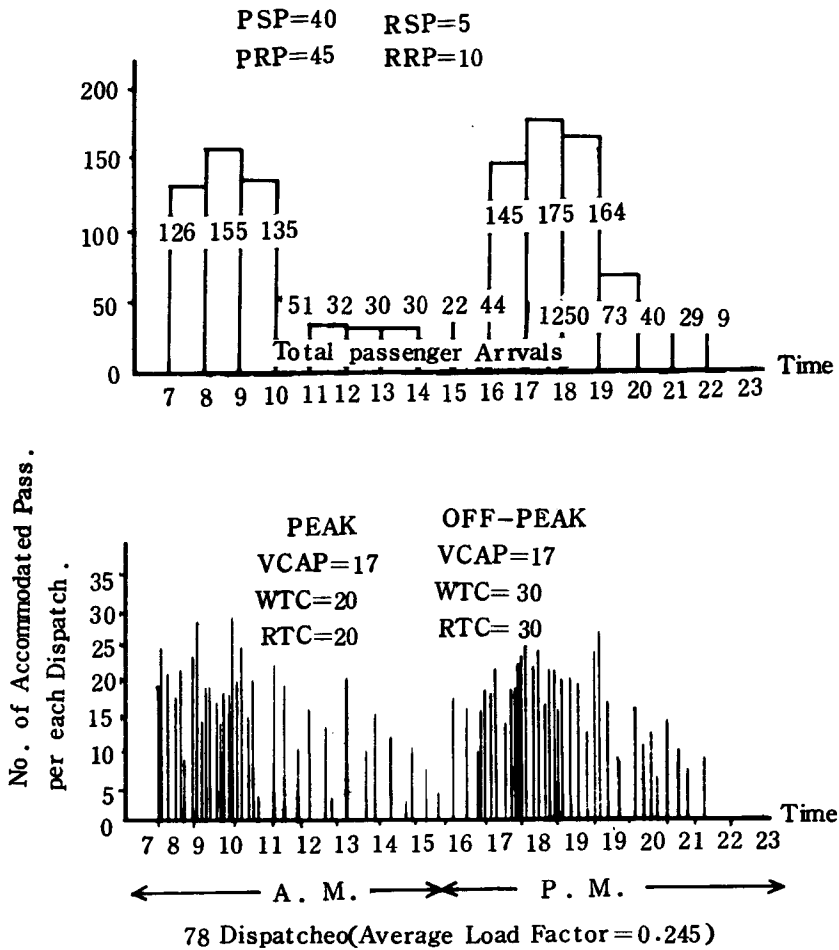 PSP=40 RSP=5
PRP=45 RRP=10
200
150
100
50
0
126 155 135
51 32 30 30 22 44
145 175 164
1250 73 40 29 9
Total passenger Arrvals
Time
7 8 9 10 11 12 13 14 15 16 17 18 19 20 21 22 23
No. of Accommodated Pass.
per each Dispatch.
PEAK OFF-PEAK
VCAP=17 VCAP=17
WTC=20 WTC=30
RTC=20 RTC=30
35
30
25
20
15
10
5
0
Time
7 8 9 10 11 12 13 14 15 16 17 18 19 19 20 21 22 23
A. M. P. M.
78 Dispatcheo(Average Load Factor=0.245)